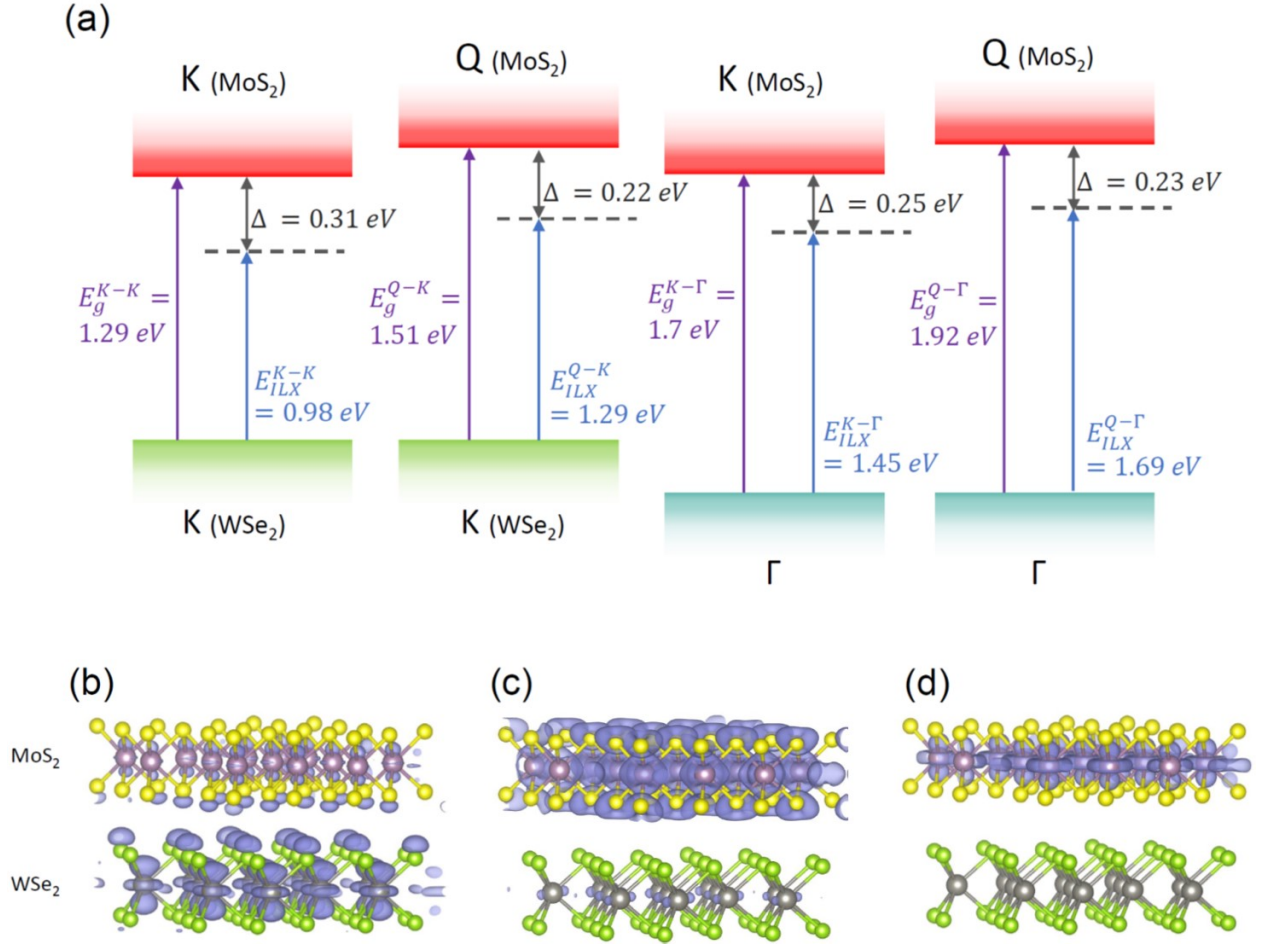 (a)
K (MoS₂)
Q (MoS₂)
K (MoS₂)
Q (MoS₂)
Δ = 0.31 eV
Δ = 0.22 eV
Δ = 0.25 eV
Δ = 0.23 eV
E_g^{K−K} =
1.29 eV
E_g^{Q−K} =
1.51 eV
E_g^{K−Γ} =
1.7 eV
E_g^{Q−Γ} =
1.92 eV
E_{ILX}^{K−K}
= 0.98 eV
E_{ILX}^{Q−K}
= 1.29 eV
E_{ILX}^{K−Γ}
= 1.45 eV
E_{ILX}^{Q−Γ}
= 1.69 eV
K (WSe₂)
K (WSe₂)
Γ
Γ
(b)
(c)
(d)
MoS₂
WSe₂